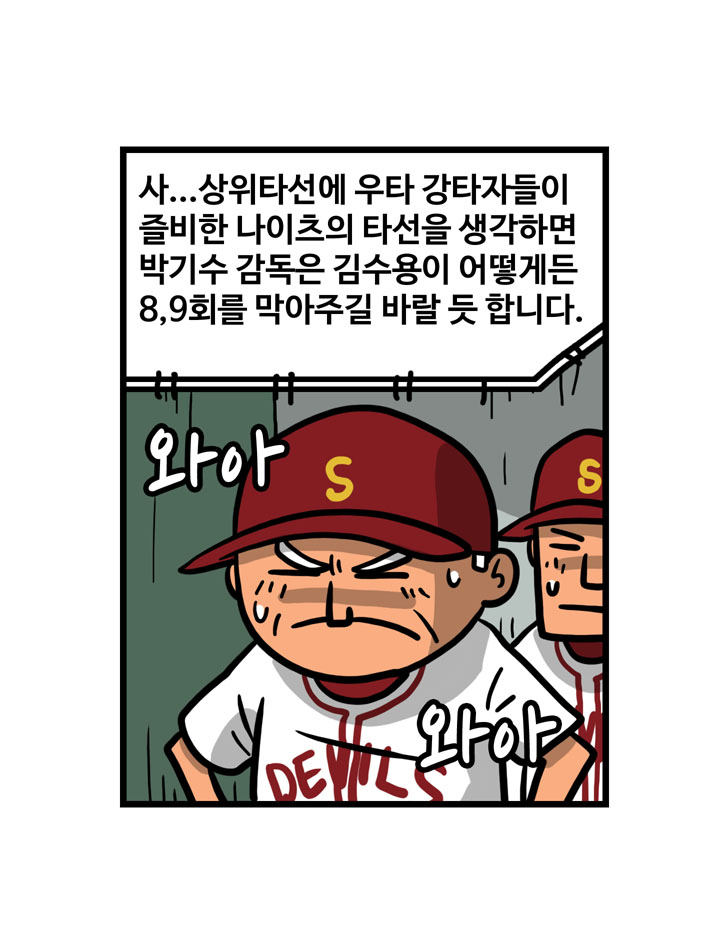 사...상위타선에 우타 강타자들이
즐비한 나이츠의 타선을 생각하면
박기수 감독은 김수용이 어떻게든
8,9회를 막아주길 바랄 듯 합니다.
와아
S
S
와아
DEVILS